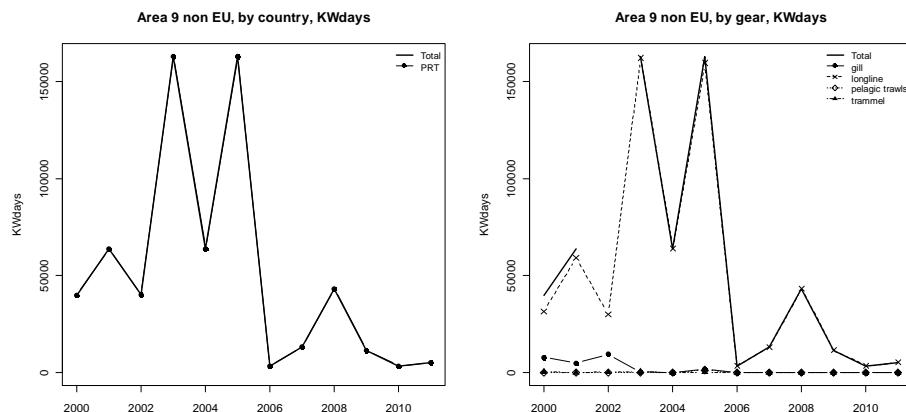 Area 9 non EU, by country, KWdays
Total
PRT
KWdays
150000
100000
50000
0
2000 2002 2004 2006 2008 2010
Area 9 non EU, by gear, KWdays
Total
gill
longline
pelagic trawls
trammel
KWdays
150000
100000
50000
0
2000 2002 2004 2006 2008 2010